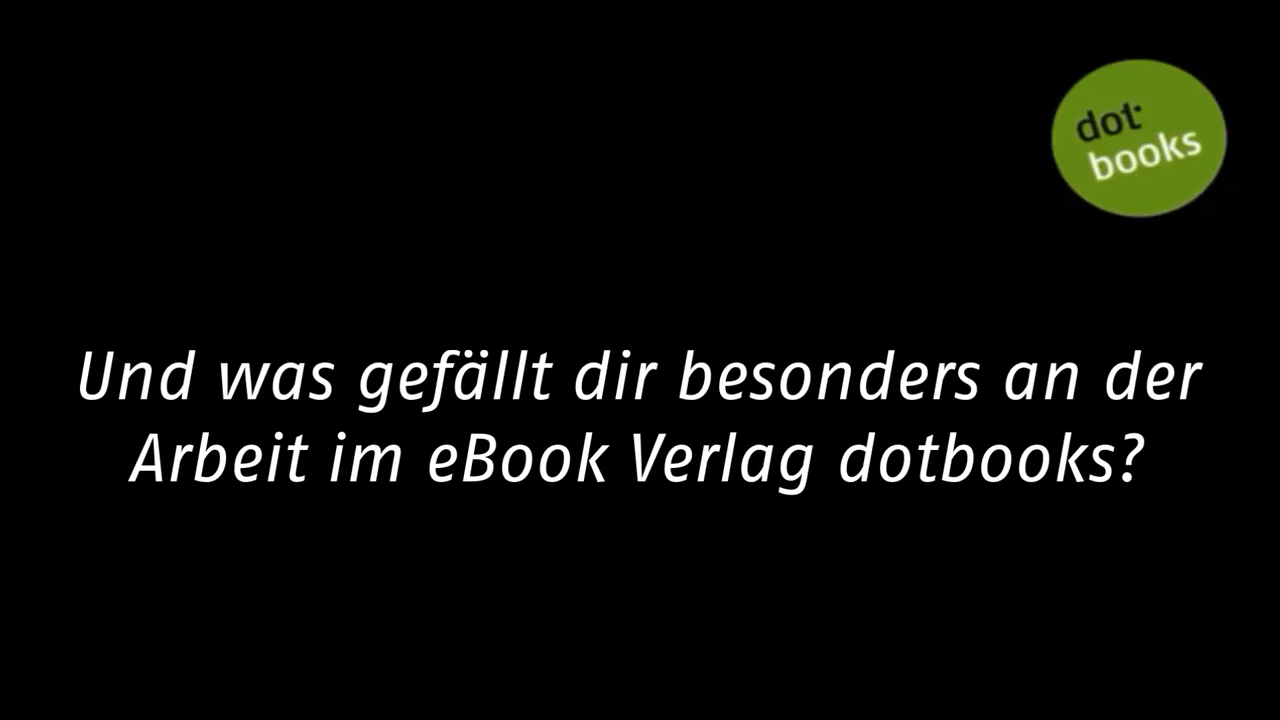 dot
books
Und was gefällt dir besonders an der
Arbeit im eBook Verlag dotbooks?